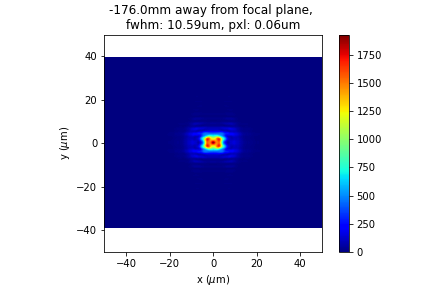 -176.0mm away from focal plane,
fwhm: 10.59um, pxl: 0.06um
y (μm)
40
20
0
−20
−40
−40 −20 0 20 40
x (μm)
1750
1500
1250
1000
750
500
250
0